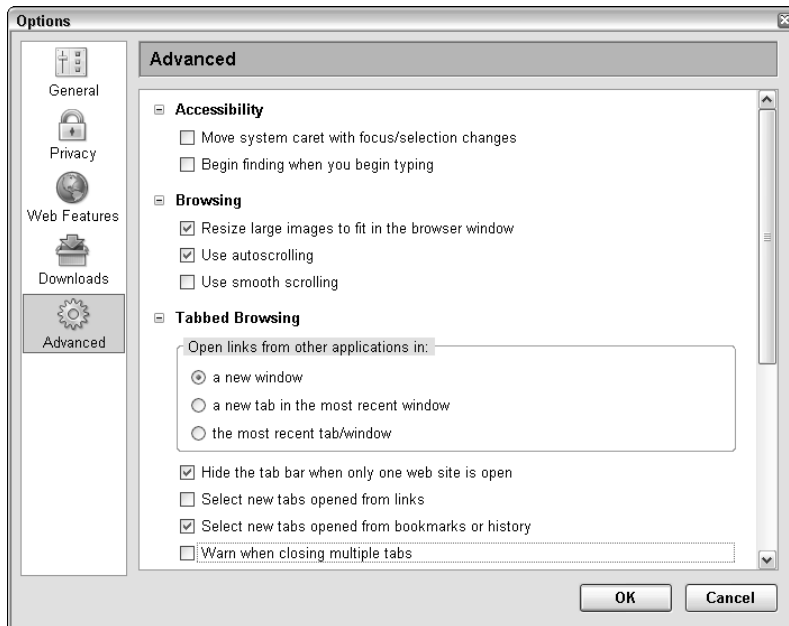 Options
General
Privacy
Web Features
Downloads
Advanced
Advanced
Accessibility
Move system caret with focus/selection changes
Begin finding when you begin typing
Browsing
Resize large images to fit in the browser window
Use autoscrolling
Use smooth scrolling
Tabbed Browsing
Open links from other applications in:
a new window
a new tab in the most recent window
the most recent tab/window
Hide the tab bar when only one web site is open
Select new tabs opened from links
Select new tabs opened from bookmarks or history
Warn when closing multiple tabs
OK Cancel